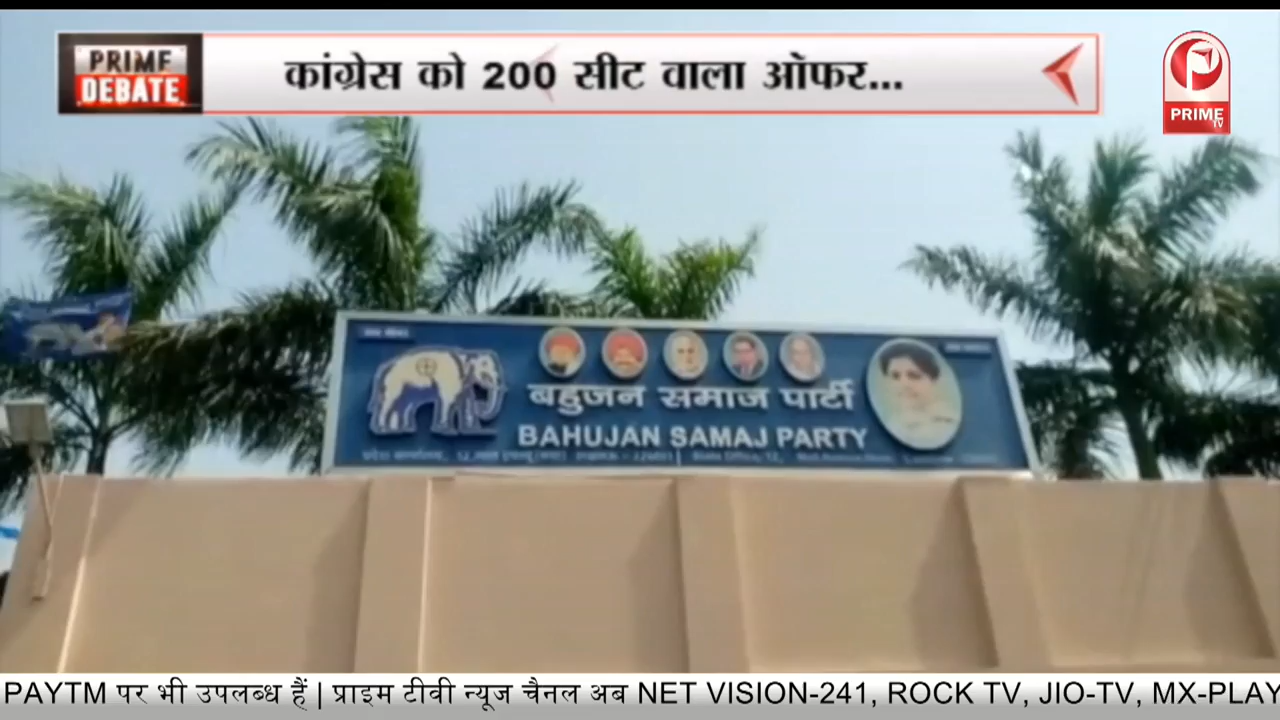 PRIME
DEBATE
कांग्रेस को 200 सीट वाला ऑफर...
PRIME
TV
बहुजन समाज पार्टी
BAHUJAN SAMAJ PARTY
PAYTM पर भी उपलब्ध हैं | प्राइम टीवी न्यूज चैनल अब NET VISION-241, ROCK TV, JIO-TV, MX-PLAY